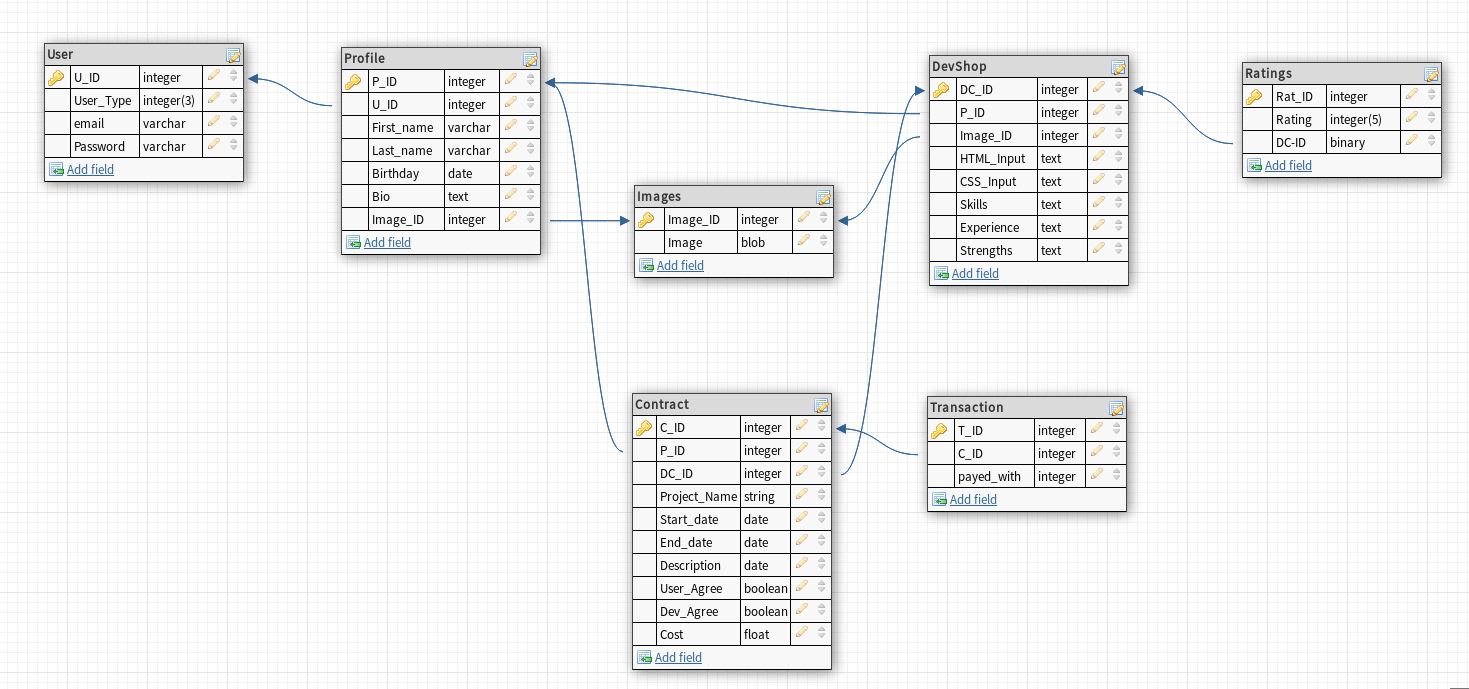 User
U_ID integer
User_Type integer(3)
email varchar
Password varchar
Add field
Profile
P_ID integer
U_ID integer
First_name varchar
Last_name varchar
Birthday date
Bio text
Image_ID integer
Add field
Images
Image_ID integer
Image blob
Add field
DevShop
DC_ID integer
P_ID integer
Image_ID integer
HTML_Input text
CSS_Input text
Skills text
Experience text
Strengths text
Add field
Ratings
Rat_ID integer
Rating integer(5)
DC-ID binary
Add field
Contract
C_ID integer
P_ID integer
DC_ID integer
Project_Name string
Start_date date
End_date date
Description date
User_Agree boolean
Dev_Agree boolean
Cost float
Add field
Transaction
T_ID integer
C_ID integer
payed_with integer
Add field